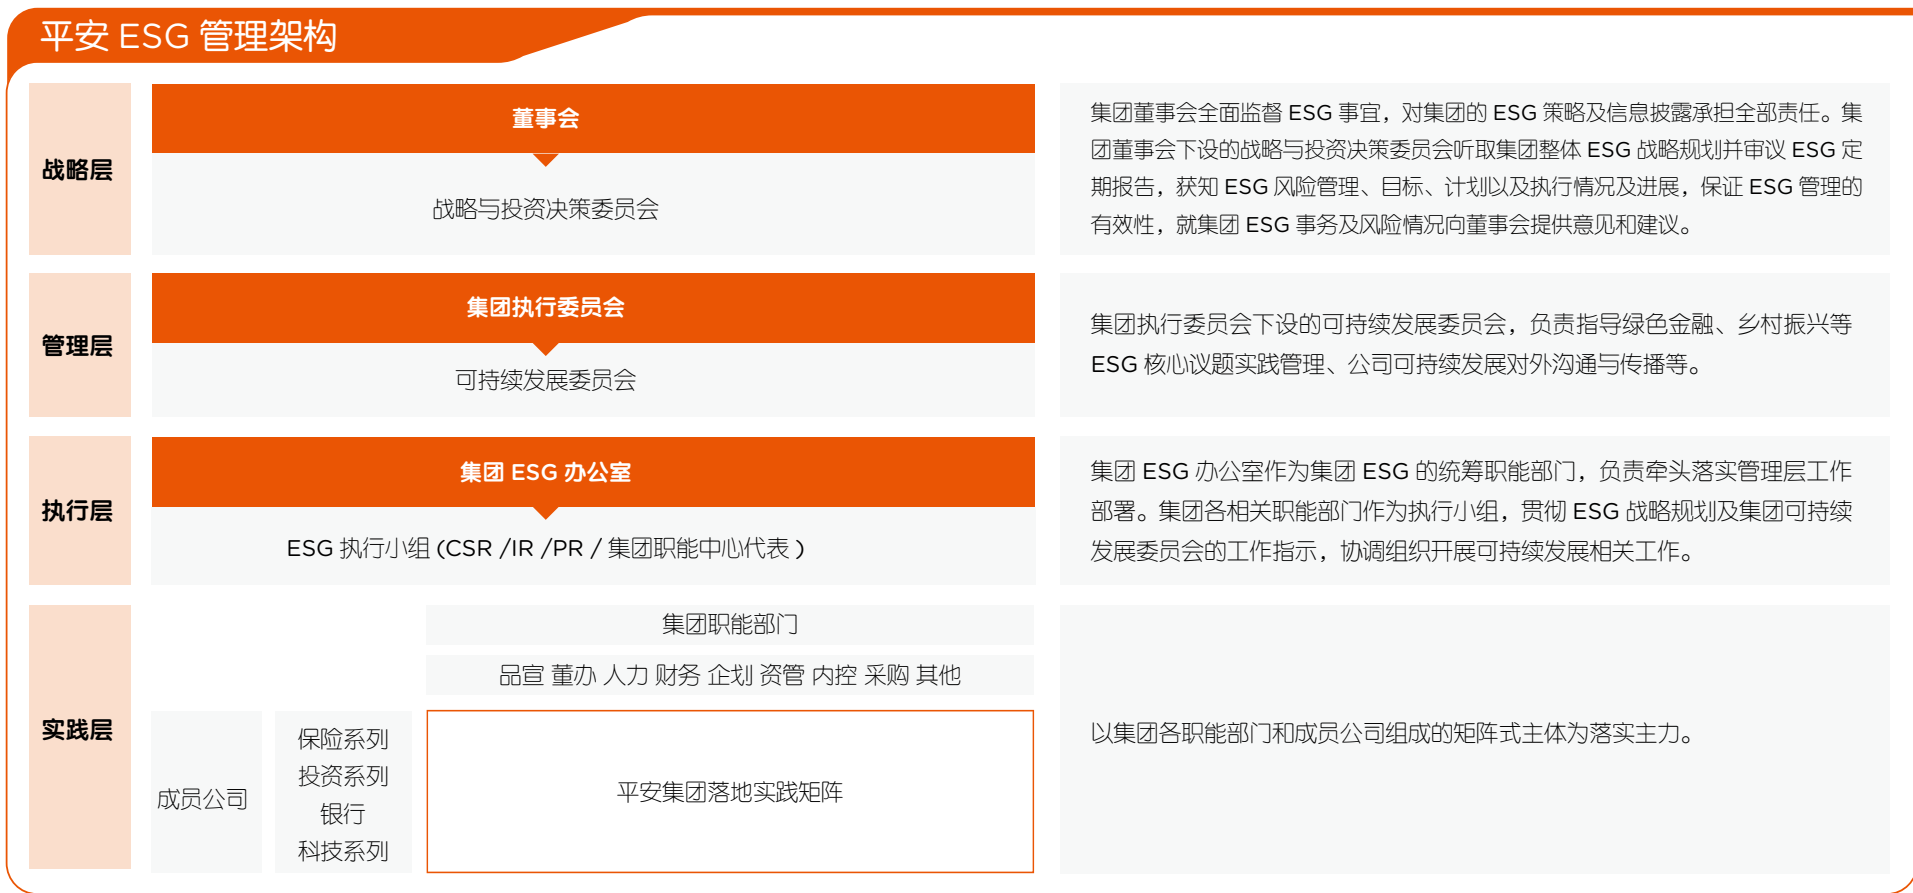 平安 ESG 管理架构
战略层
董事会
战略与投资决策委员会
集团董事会全面监督 ESG 事宜，对集团的 ESG 策略及信息披露承担全部责任。集
团董事会下设的战略与投资决策委员会听取集团整体 ESG 战略规划并审议 ESG 定
期报告，获知 ESG 风险管理、目标、计划以及执行情况及进展，保证 ESG 管理的
有效性，就集团 ESG 事务及风险情况向董事会提供意见和建议。
管理层
集团执行委员会
可持续发展委员会
集团执行委员会下设的可持续发展委员会，负责指导绿色金融、乡村振兴等
ESG 核心议题实践管理、公司可持续发展对外沟通与传播等。
执行层
集团 ESG 办公室
ESG 执行小组 (CSR /IR /PR / 集团职能中心代表 )
集团 ESG 办公室作为集团 ESG 的统筹职能部门，负责牵头落实管理层工作
部署。集团各相关职能部门作为执行小组，贯彻 ESG 战略规划及集团可持续
发展委员会的工作指示，协调组织开展可持续发展相关工作。
实践层
集团职能部门
品宣 董办 人力 财务 企划 资管 内控 采购 其他
成员公司
保险系列
投资系列
银行
科技系列
平安集团落地实践矩阵
以集团各职能部门和成员公司组成的矩阵式主体为落实主力。